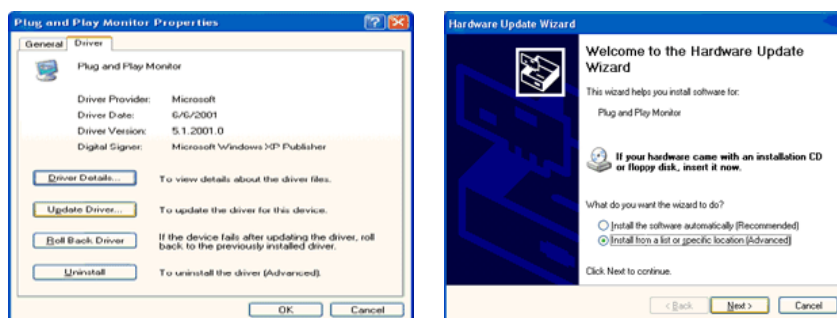 Plug and Play Monitor Properties
General Driver
Plug and Play Monitor
Driver Provider: Microsoft
Driver Date: 6/6/2001
Driver Version: 5.1.2001.0
Digital Signer: Microsoft Windows XP Publisher
Driver Details... To view details about the driver files.
Update Driver... To update the driver for this device.
Roll Back Driver If the device fails after updating the driver, roll
back to the previously installed driver.
Uninstall To uninstall the driver (Advanced).
OK Cancel
Hardware Update Wizard
Welcome to the Hardware Update
Wizard
This wizard helps you install software for:
Plug and Play Monitor
If your hardware came with an installation CD
or floppy disk, insert it now.
What do you want the wizard to do?
Install the software automatically (Recommended)
Install from a list or specific location (Advanced)
Click Next to continue.
< Back Next > Cancel